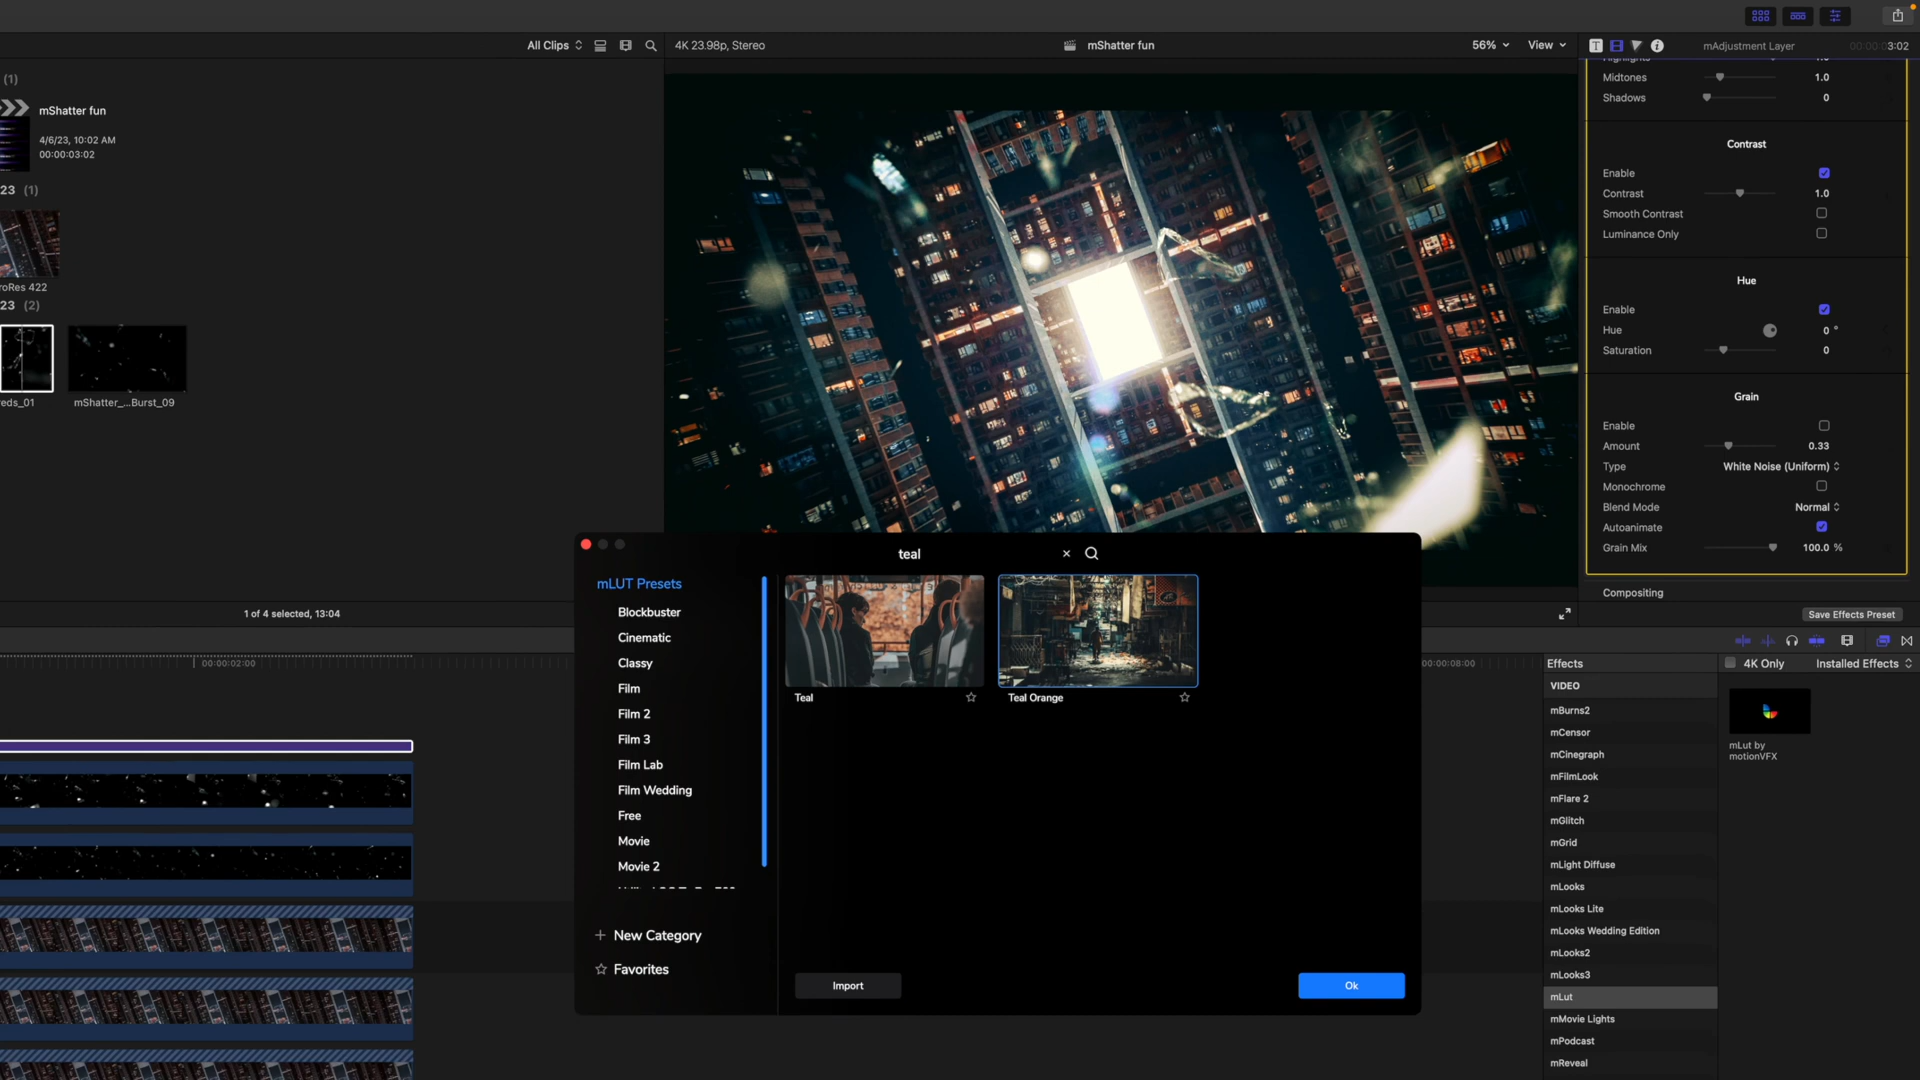 All Clips
4K 23.98p, Stereo
mShatter fun
56%
View
mAdjustment Layer
00:00:03:02
(1)
mShatter fun
4/6/23, 10:02 AM
00:00:03:02
23 (1)
roRes 422
23 (2)
reds_01
mShatter_...Burst_09
1 of 4 selected, 13:04
Highlights 1.0
Midtones 1.0
Shadows 0
Contrast
Enable
Contrast 1.0
Smooth Contrast
Luminance Only
Hue
Enable
Hue 0 °
Saturation 0
Grain
Enable
Amount 0.33
Type White Noise (Uniform)
Monochrome
Blend Mode Normal
Autoanimate
Grain Mix 100.0 %
Compositing
Save Effects Preset
00:00:02:00
00:00:08:00
teal
mLUT Presets
Blockbuster
Cinematic
Classy
Film
Film 2
Film 3
Film Lab
Film Wedding
Free
Movie
Movie 2
New Category
Favorites
Teal
Teal Orange
Import
Ok
Effects
4K Only
Installed Effects
VIDEO
mBurns2
mCensor
mCinegraph
mFilmLook
mFlare 2
mGlitch
mGrid
mLight Diffuse
mLooks
mLooks Lite
mLooks Wedding Edition
mLooks2
mLooks3
mLut
mMovie Lights
mPodcast
mReveal
mLut by
motionVFX